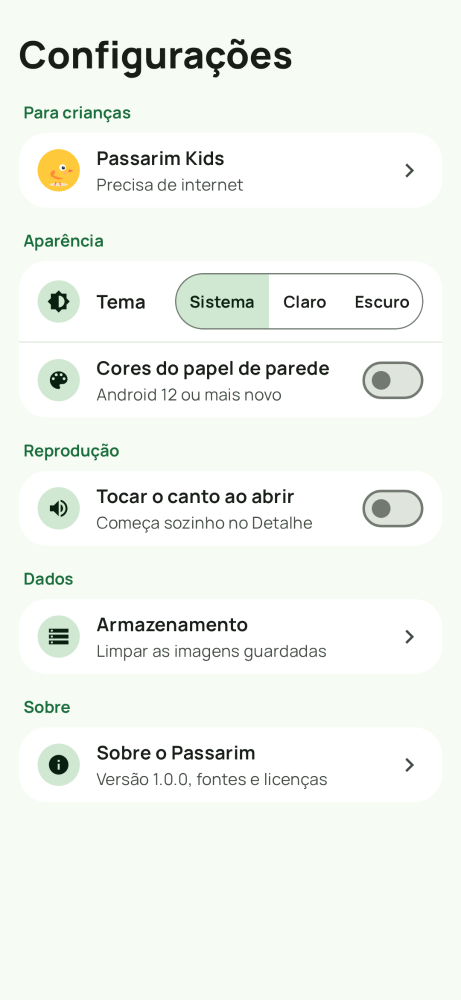 Configurações
Para crianças
Passarim Kids
Precisa de internet
Aparência
Tema
Sistema
Claro
Escuro
Cores do papel de parede
Android 12 ou mais novo
Reprodução
Tocar o canto ao abrir
Começa sozinho no Detalhe
Dados
Armazenamento
Limpar as imagens guardadas
Sobre
Sobre o Passarim
Versão 1.0.0, fontes e licenças